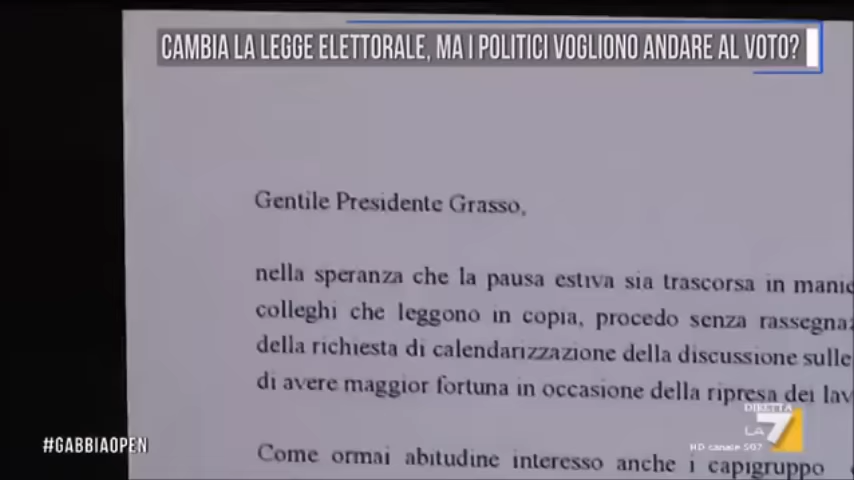 CAMBIA LA LEGGE ELETTORALE, MA I POLITICI VOGLIONO ANDARE AL VOTO?
Gentile Presidente Grasso,
nella speranza che la pausa estiva sia trascorsa in manie
colleghi che leggono in copia, procedo senza rassegnaz
della richiesta di calendarizzazione della discussione sulle
di avere maggior fortuna in occasione della ripresa dei lav
Come ormai abitudine interesso anche i capigruppo
DIRETTA
LA7
#GABBIAOPEN
HD canale 507